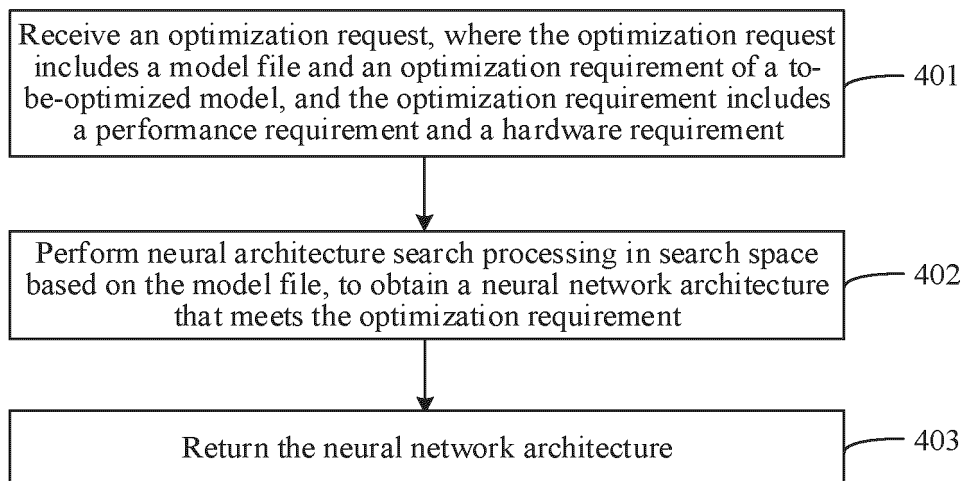 Receive an optimization request, where the optimization request
includes a model file and an optimization requirement of a to-
be-optimized model, and the optimization requirement includes
a performance requirement and a hardware requirement
401
Perform neural architecture search processing in search space
based on the model file, to obtain a neural network architecture
that meets the optimization requirement
402
Return the neural network architecture
403